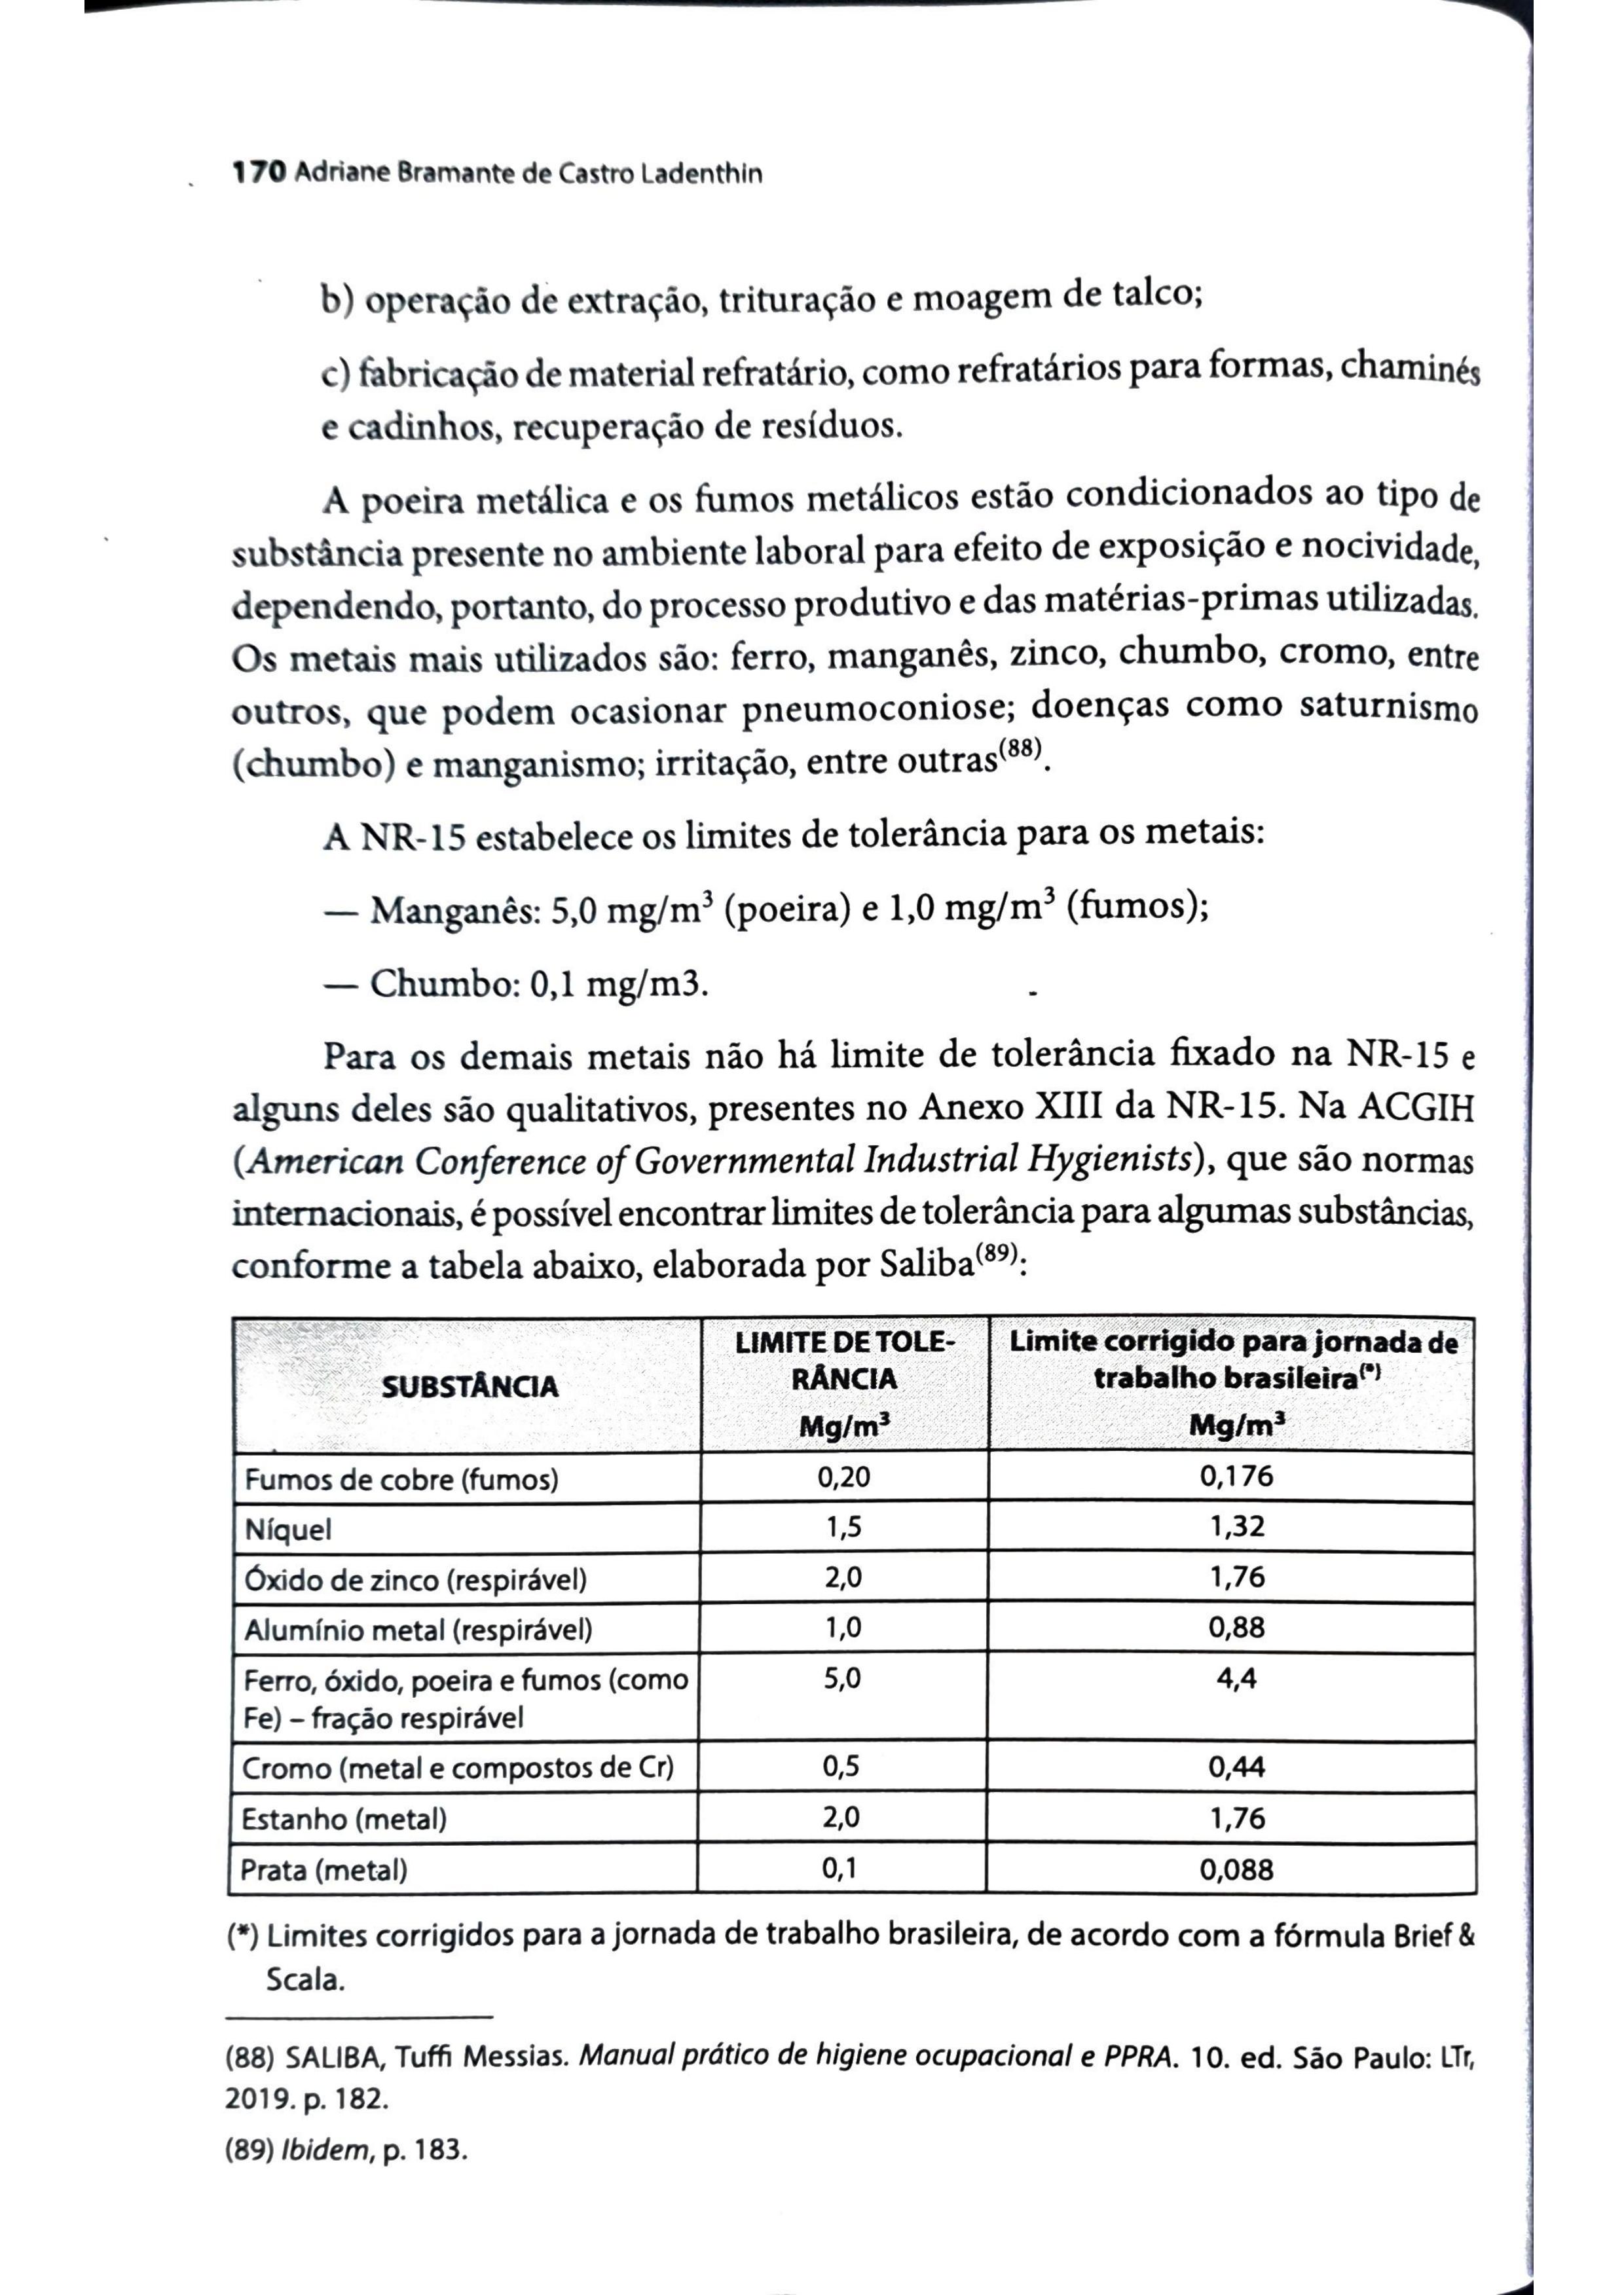 170 Adriane Bramante de Castro Ladenthin
b) operação de extração, trituração e moagem de talco;
c) fabricação de material refratário, como refratários para formas, chaminés
e cadinhos, recuperação de resíduos.
A poeira metálica e os fumos metálicos estão condicionados ao tipo de
substância presente no ambiente laboral para efeito de exposição e nocividade,
dependendo, portanto, do processo produtivo e das matérias-primas utilizadas.
Os metais mais utilizados são: ferro, manganês, zinco, chumbo, cromo, entre
outros, que podem ocasionar pneumoconiose; doenças como saturnismo
(chumbo) e manganismo; irritação, entre outras(88).
A NR-15 estabelece os limites de tolerância para os metais:
— Manganês: 5,0 mg/m³ (poeira) e 1,0 mg/m³ (fumos);
— Chumbo: 0,1 mg/m3.
Para os demais metais não há limite de tolerância fixado na NR-15 e
alguns deles são qualitativos, presentes no Anexo XIII da NR-15. Na ACGIH
(American Conference of Governmental Industrial Hygienists), que são normas
internacionais, é possível encontrar limites de tolerância para algumas substâncias,
conforme a tabela abaixo, elaborada por Saliba(89):
SUBSTÂNCIA
LIMITE DE TOLE-
RÂNCIA
Mg/m³
Limite corrigido para jornada de
trabalho brasileira(*)
Mg/m³
Fumos de cobre (fumos) 0,20 0,176
Níquel 1,5 1,32
Óxido de zinco (respirável) 2,0 1,76
Alumínio metal (respirável) 1,0 0,88
Ferro, óxido, poeira e fumos (como 5,0 4,4
Fe) – fração respirável
Cromo (metal e compostos de Cr) 0,5 0,44
Estanho (metal) 2,0 1,76
Prata (metal) 0,1 0,088
(*) Limites corrigidos para a jornada de trabalho brasileira, de acordo com a fórmula Brief &
Scala.
(88) SALIBA, Tuffi Messias. Manual prático de higiene ocupacional e PPRA. 10. ed. São Paulo: LTr,
2019. p. 182.
(89) Ibidem, p. 183.